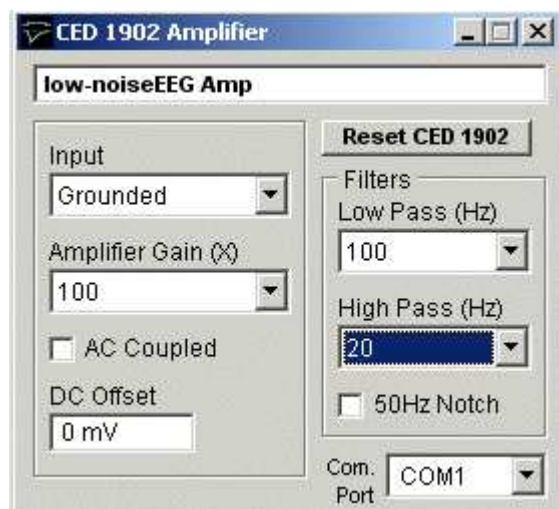 CED 1902 Amplifier
low-noiseEEG Amp
Input
Grounded
Amplifier Gain (X)
100
AC Coupled
DC Offset
0 mV
Reset CED 1902
Filters
Low Pass (Hz)
100
High Pass (Hz)
20
50Hz Notch
Com.
Port
COM1